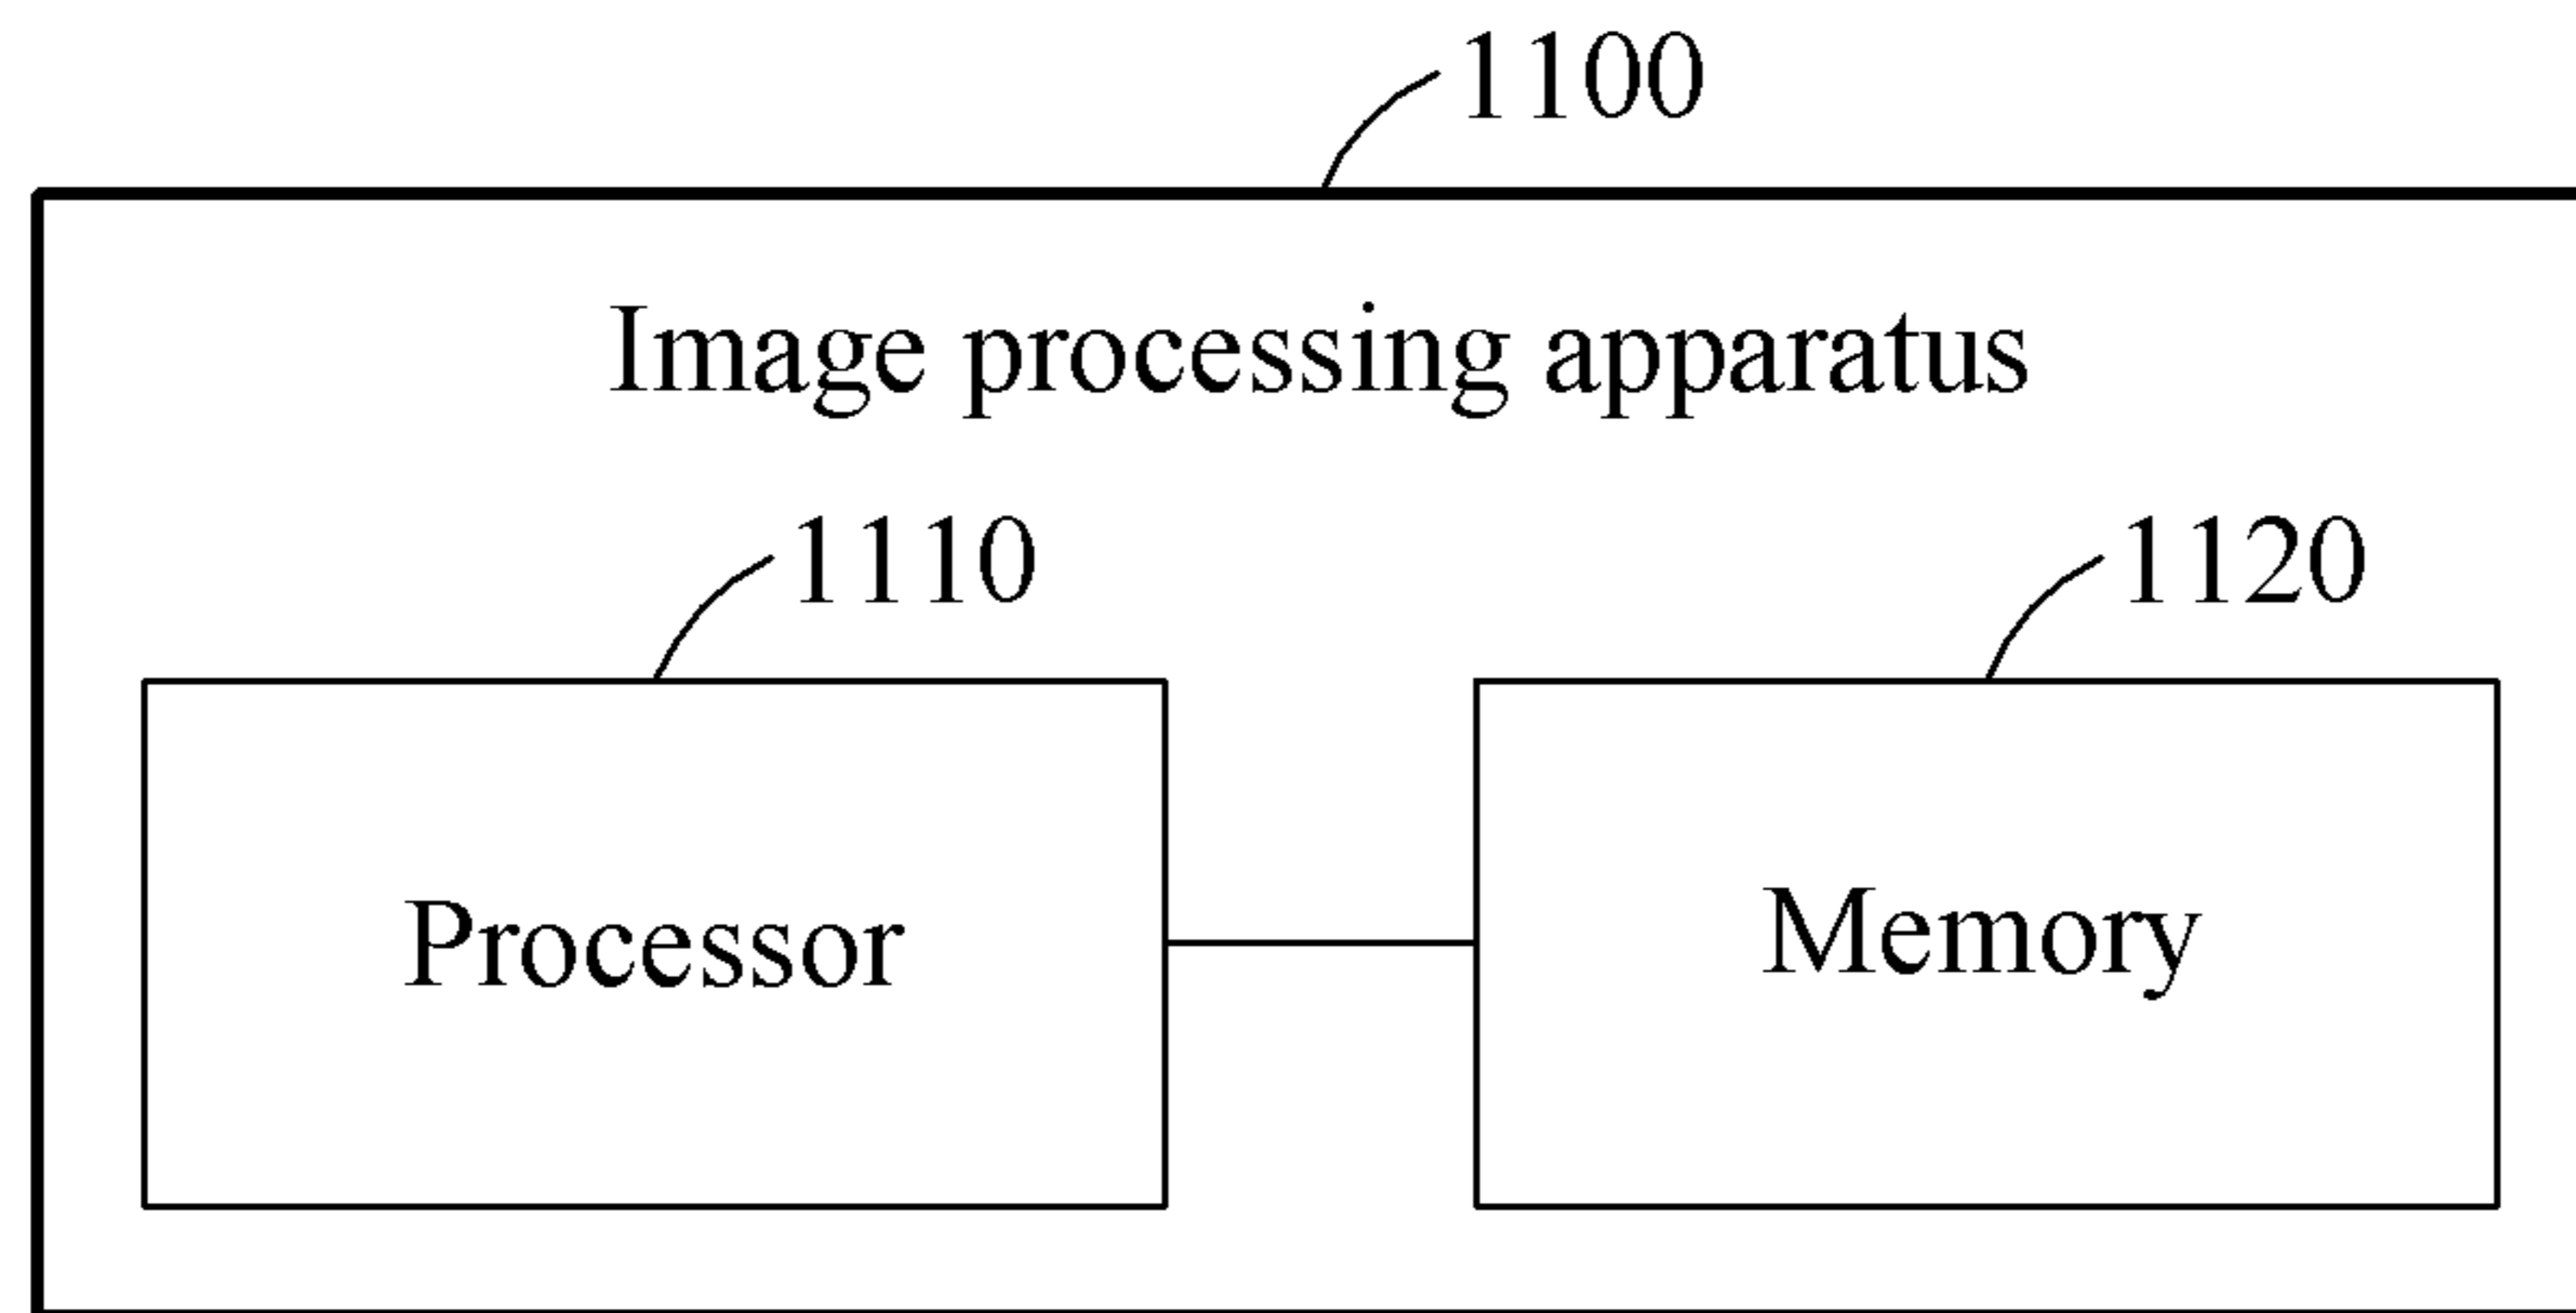 1100
Image processing apparatus
1110
1120
Processor
Memory